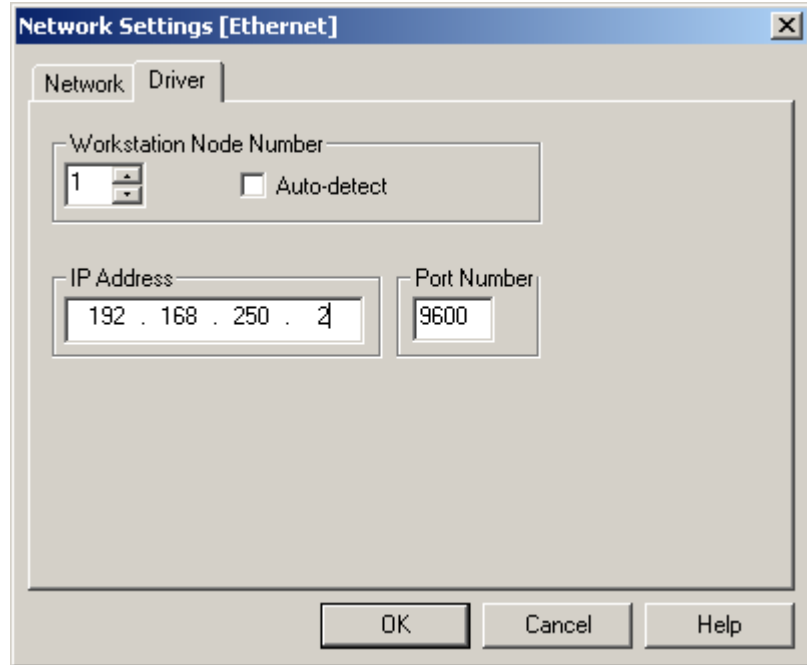 Network Settings [Ethernet]
Network Driver
Workstation Node Number
1 Auto-detect
IP Address Port Number
192 . 168 . 250 . 2 9600
OK Cancel Help